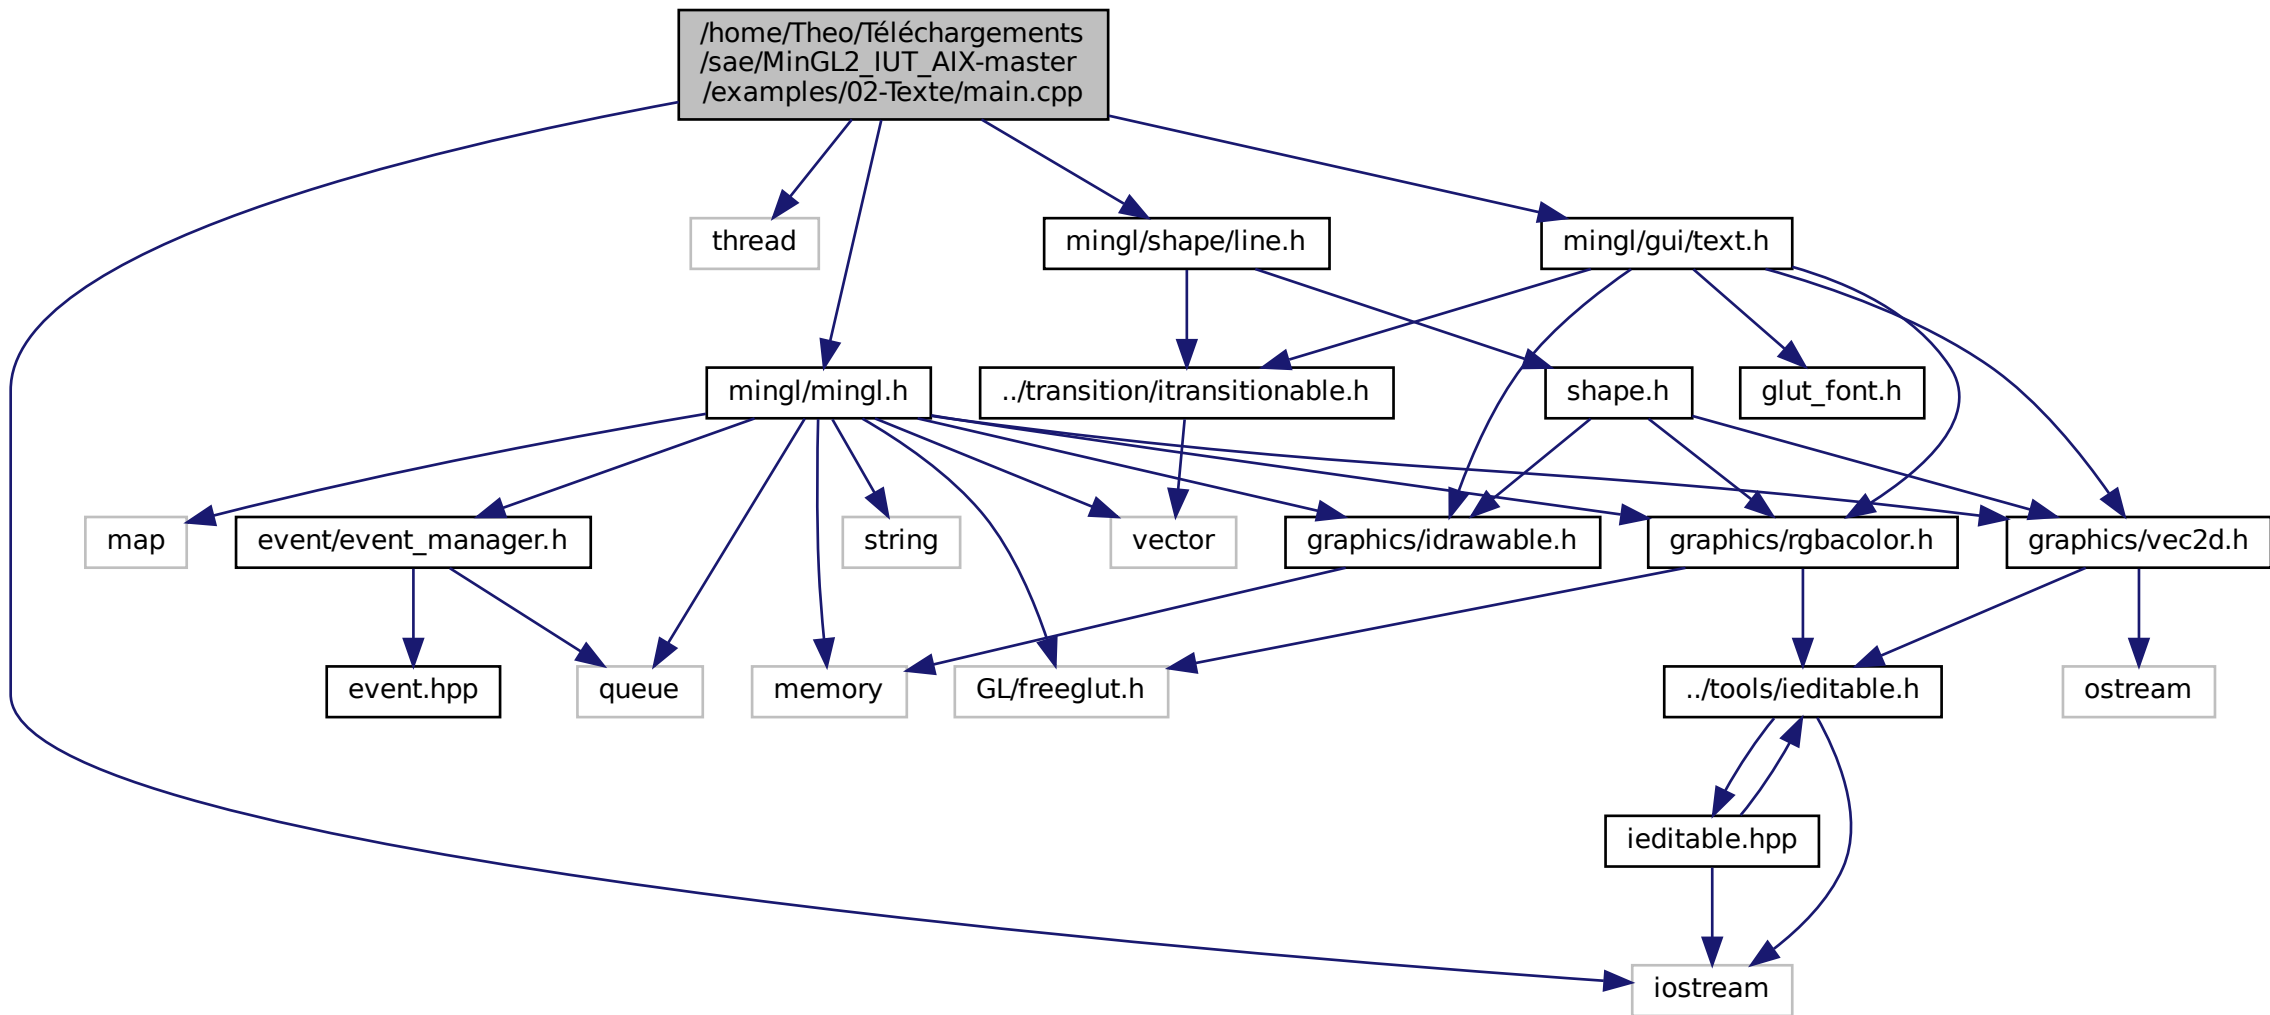 /home/Theo/Téléchargements
/sae/MinGL2_IUT_AIX-master
/examples/02-Texte/main.cpp
thread
mingl/shape/line.h
mingl/gui/text.h
mingl/mingl.h
../transition/itransitionable.h
shape.h
glut_font.h
map
event/event_manager.h
string
vector
graphics/idrawable.h
graphics/rgbacolor.h
graphics/vec2d.h
event.hpp
queue
memory
GL/freeglut.h
../tools/ieditable.h
ostream
ieditable.hpp
iostream